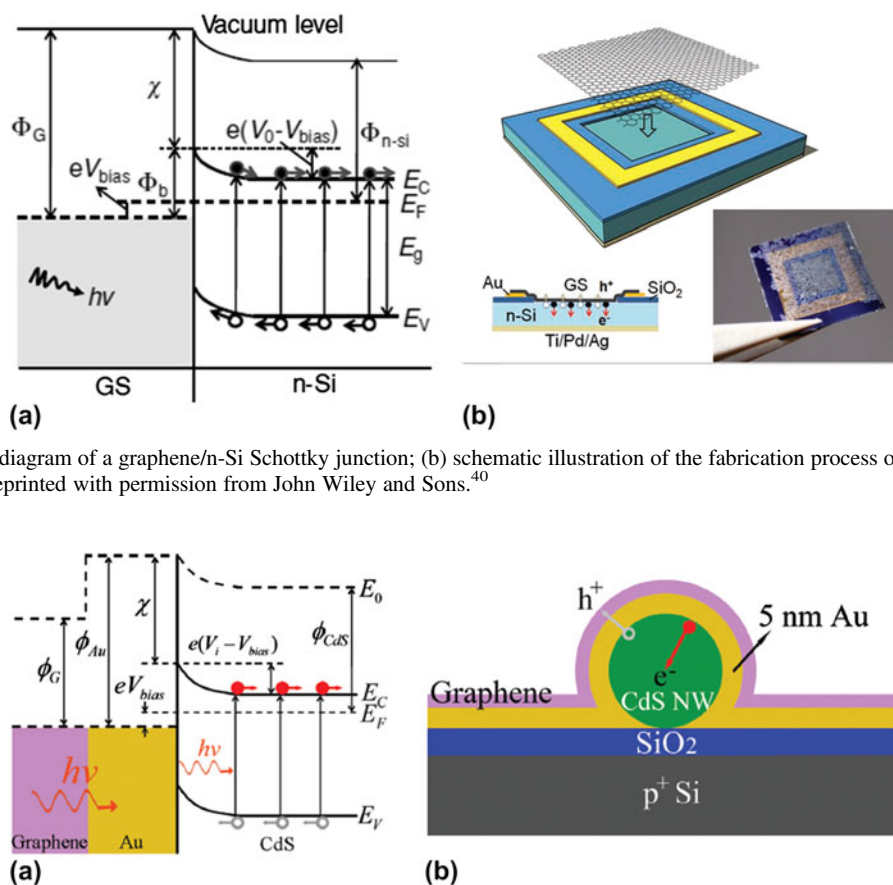 Vacuum level
χ
Φ_G
e(V_0-V_bias)
Φ_n-si
eV_bias
Φ_b
E_C
E_F
E_g
hν
E_V
GS
n-Si
(a)
Au
GS
h⁺
SiO₂
n-Si
e⁻
Ti/Pd/Ag
(b)
diagram of a graphene/n-Si Schottky junction; (b) schematic illustration of the fabrication process o
eprinted with permission from John Wiley and Sons.⁴⁰
E_0
χ
ϕ_CdS
e(V_i-V_bias)
ϕ_Au
ϕ_G
eV_bias
E_C
E_F
hν
hν
E_V
Graphene
Au
CdS
(a)
h⁺
5 nm Au
e⁻
Graphene
CdS NW
SiO₂
p⁺ Si
(b)